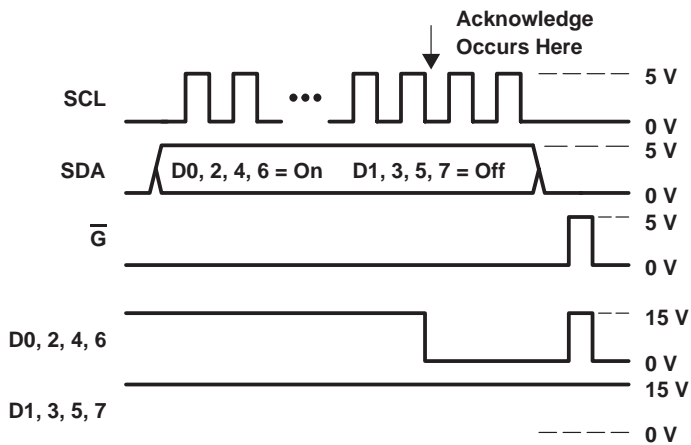 Acknowledge
Occurs Here
SCL
5 V
0 V
SDA
D0, 2, 4, 6 = On D1, 3, 5, 7 = Off
5 V
0 V
G̅
5 V
0 V
D0, 2, 4, 6
15 V
0 V
D1, 3, 5, 7
15 V
0 V